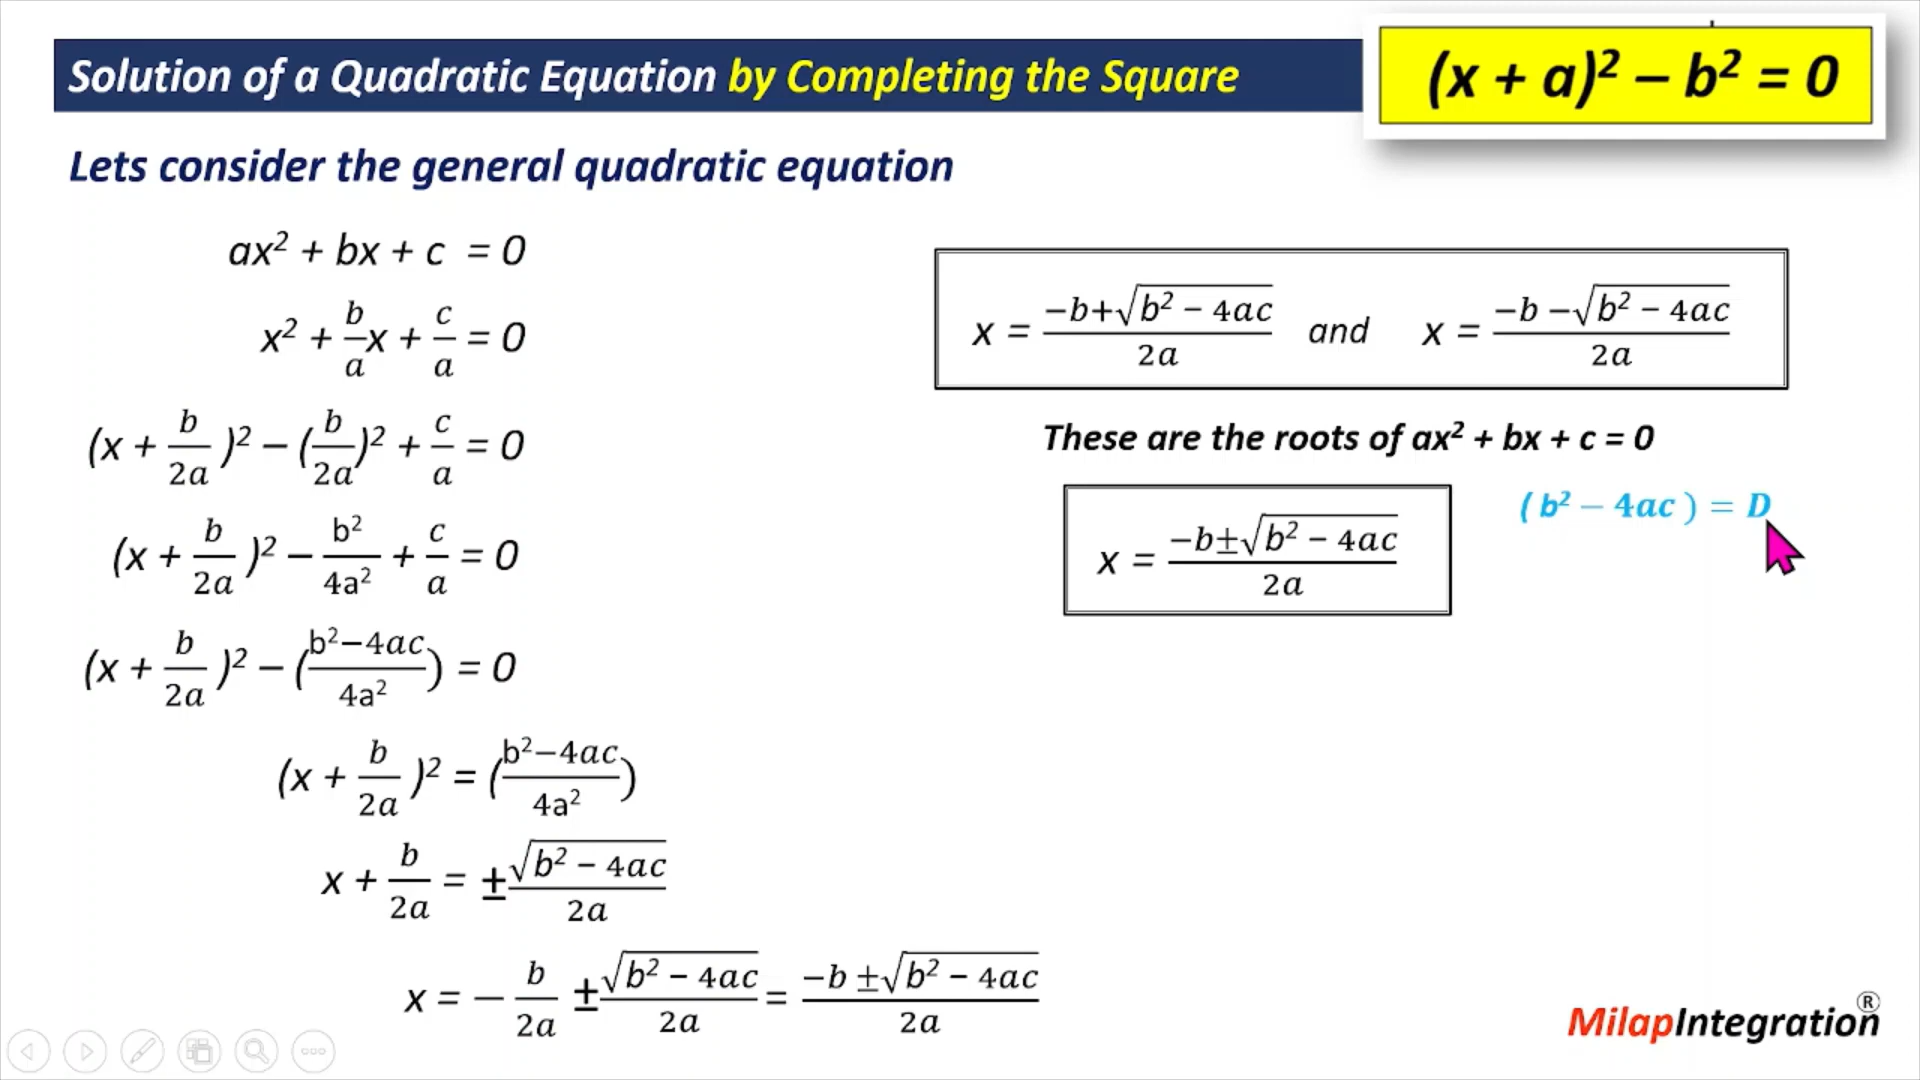 Solution of a Quadratic Equation by Completing the Square
(x + a)² – b² = 0
Lets consider the general quadratic equation
ax² + bx + c = 0
x² + b/a x + c/a = 0
(x + b/2a )² – (b/2a)² + c/a = 0
(x + b/2a )² – b²/4a² + c/a = 0
(x + b/2a )² – (b²−4ac/4a²) = 0
(x + b/2a )² = (b²−4ac/4a²)
x + b/2a = ±√(b² − 4ac)/2a
x = − b/2a ±√(b² − 4ac)/2a = −b ±√(b² − 4ac)/2a
x = −b+√(b² − 4ac)/2a and x = −b −√(b² − 4ac)/2a
These are the roots of ax² + bx + c = 0
x = −b±√(b² − 4ac)/2a
( b² − 4ac ) = D
MilapIntegration®